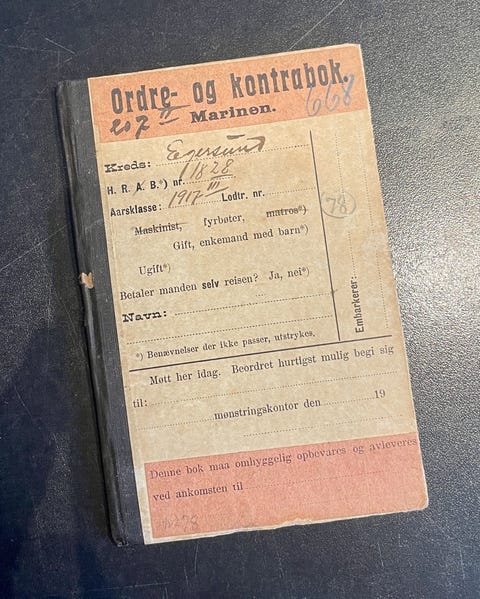 Ordre- og kontrabok.
207 II Marinen. 668
Kreds: Egersund
H. R. A. B.*) nr. 11828
Aarsklasse: 1917 III Lodtr. nr.
Maskinist, fyrbøter, matros*)
Gift, enkemand med barn*)
Ugift*)
Betaler manden selv reisen? Ja, nei*)
Navn:
*) Benævnelser der ikke passer, utstrykes.
(78)
Embarkerer:
Møtt her idag. Beordret hurtigst mulig begi sig
til:
mønstringskontor den 19
Denne bok maa omhyggelig opbevares og avleveres
ved ankomsten til